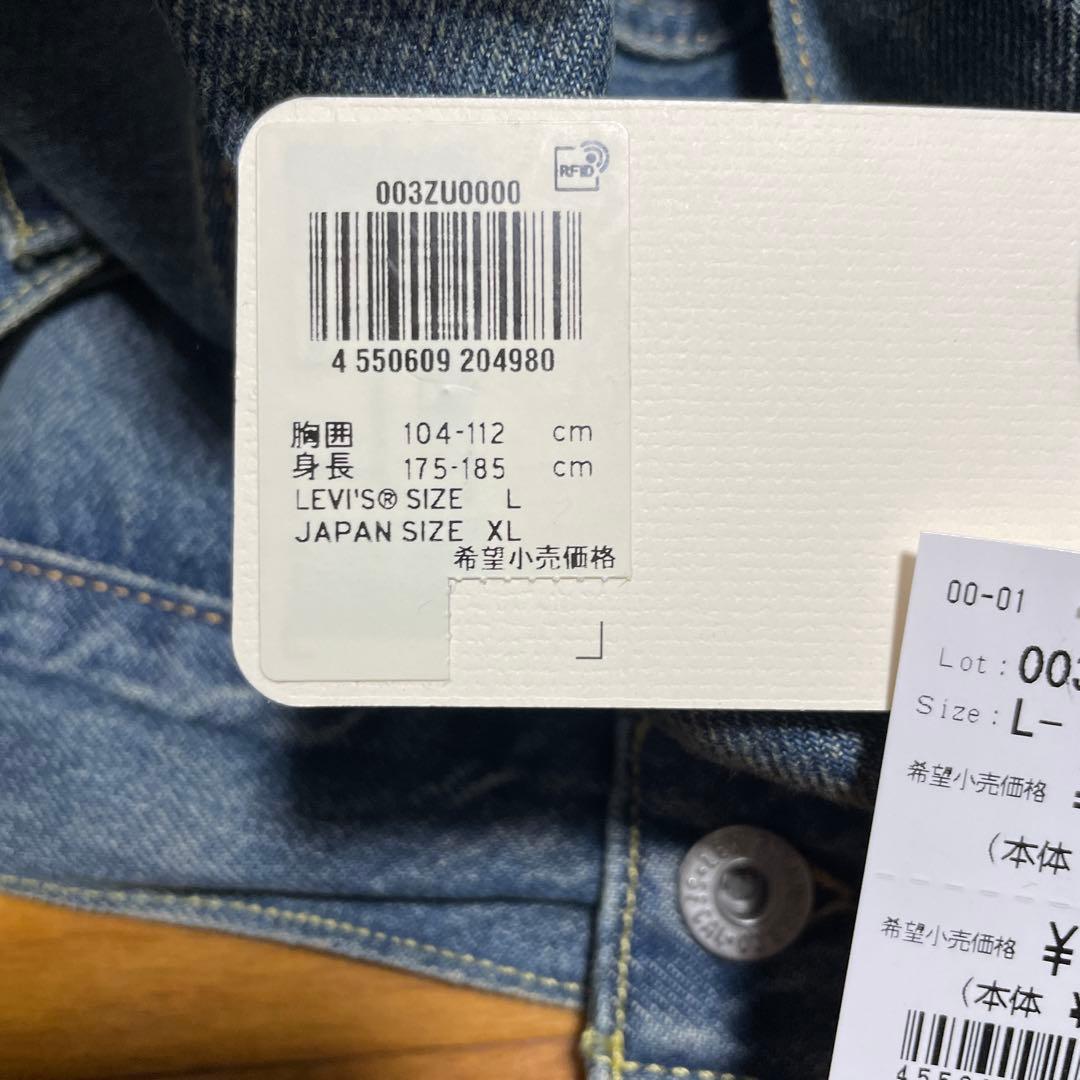 RFID
003ZU0000
4 550609 204980
胸囲 104-112 cm
身長 175-185 cm
LEVI'S® SIZE L
JAPAN SIZE XL
希望小売価格
00-01
Lot: 003
Size: L-
希望小売価格
(本体
希望小売価格 ¥
(本体